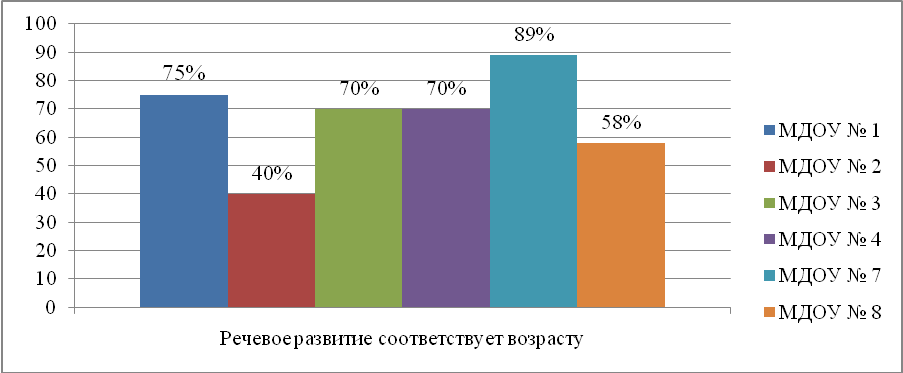 100
90
80
70
60
50
40
30
20
10
0
75%
40%
70%
70%
89%
58%
Речевое развитие соответствует возрасту
МДОУ № 1
МДОУ № 2
МДОУ № 3
МДОУ № 4
МДОУ № 7
МДОУ № 8